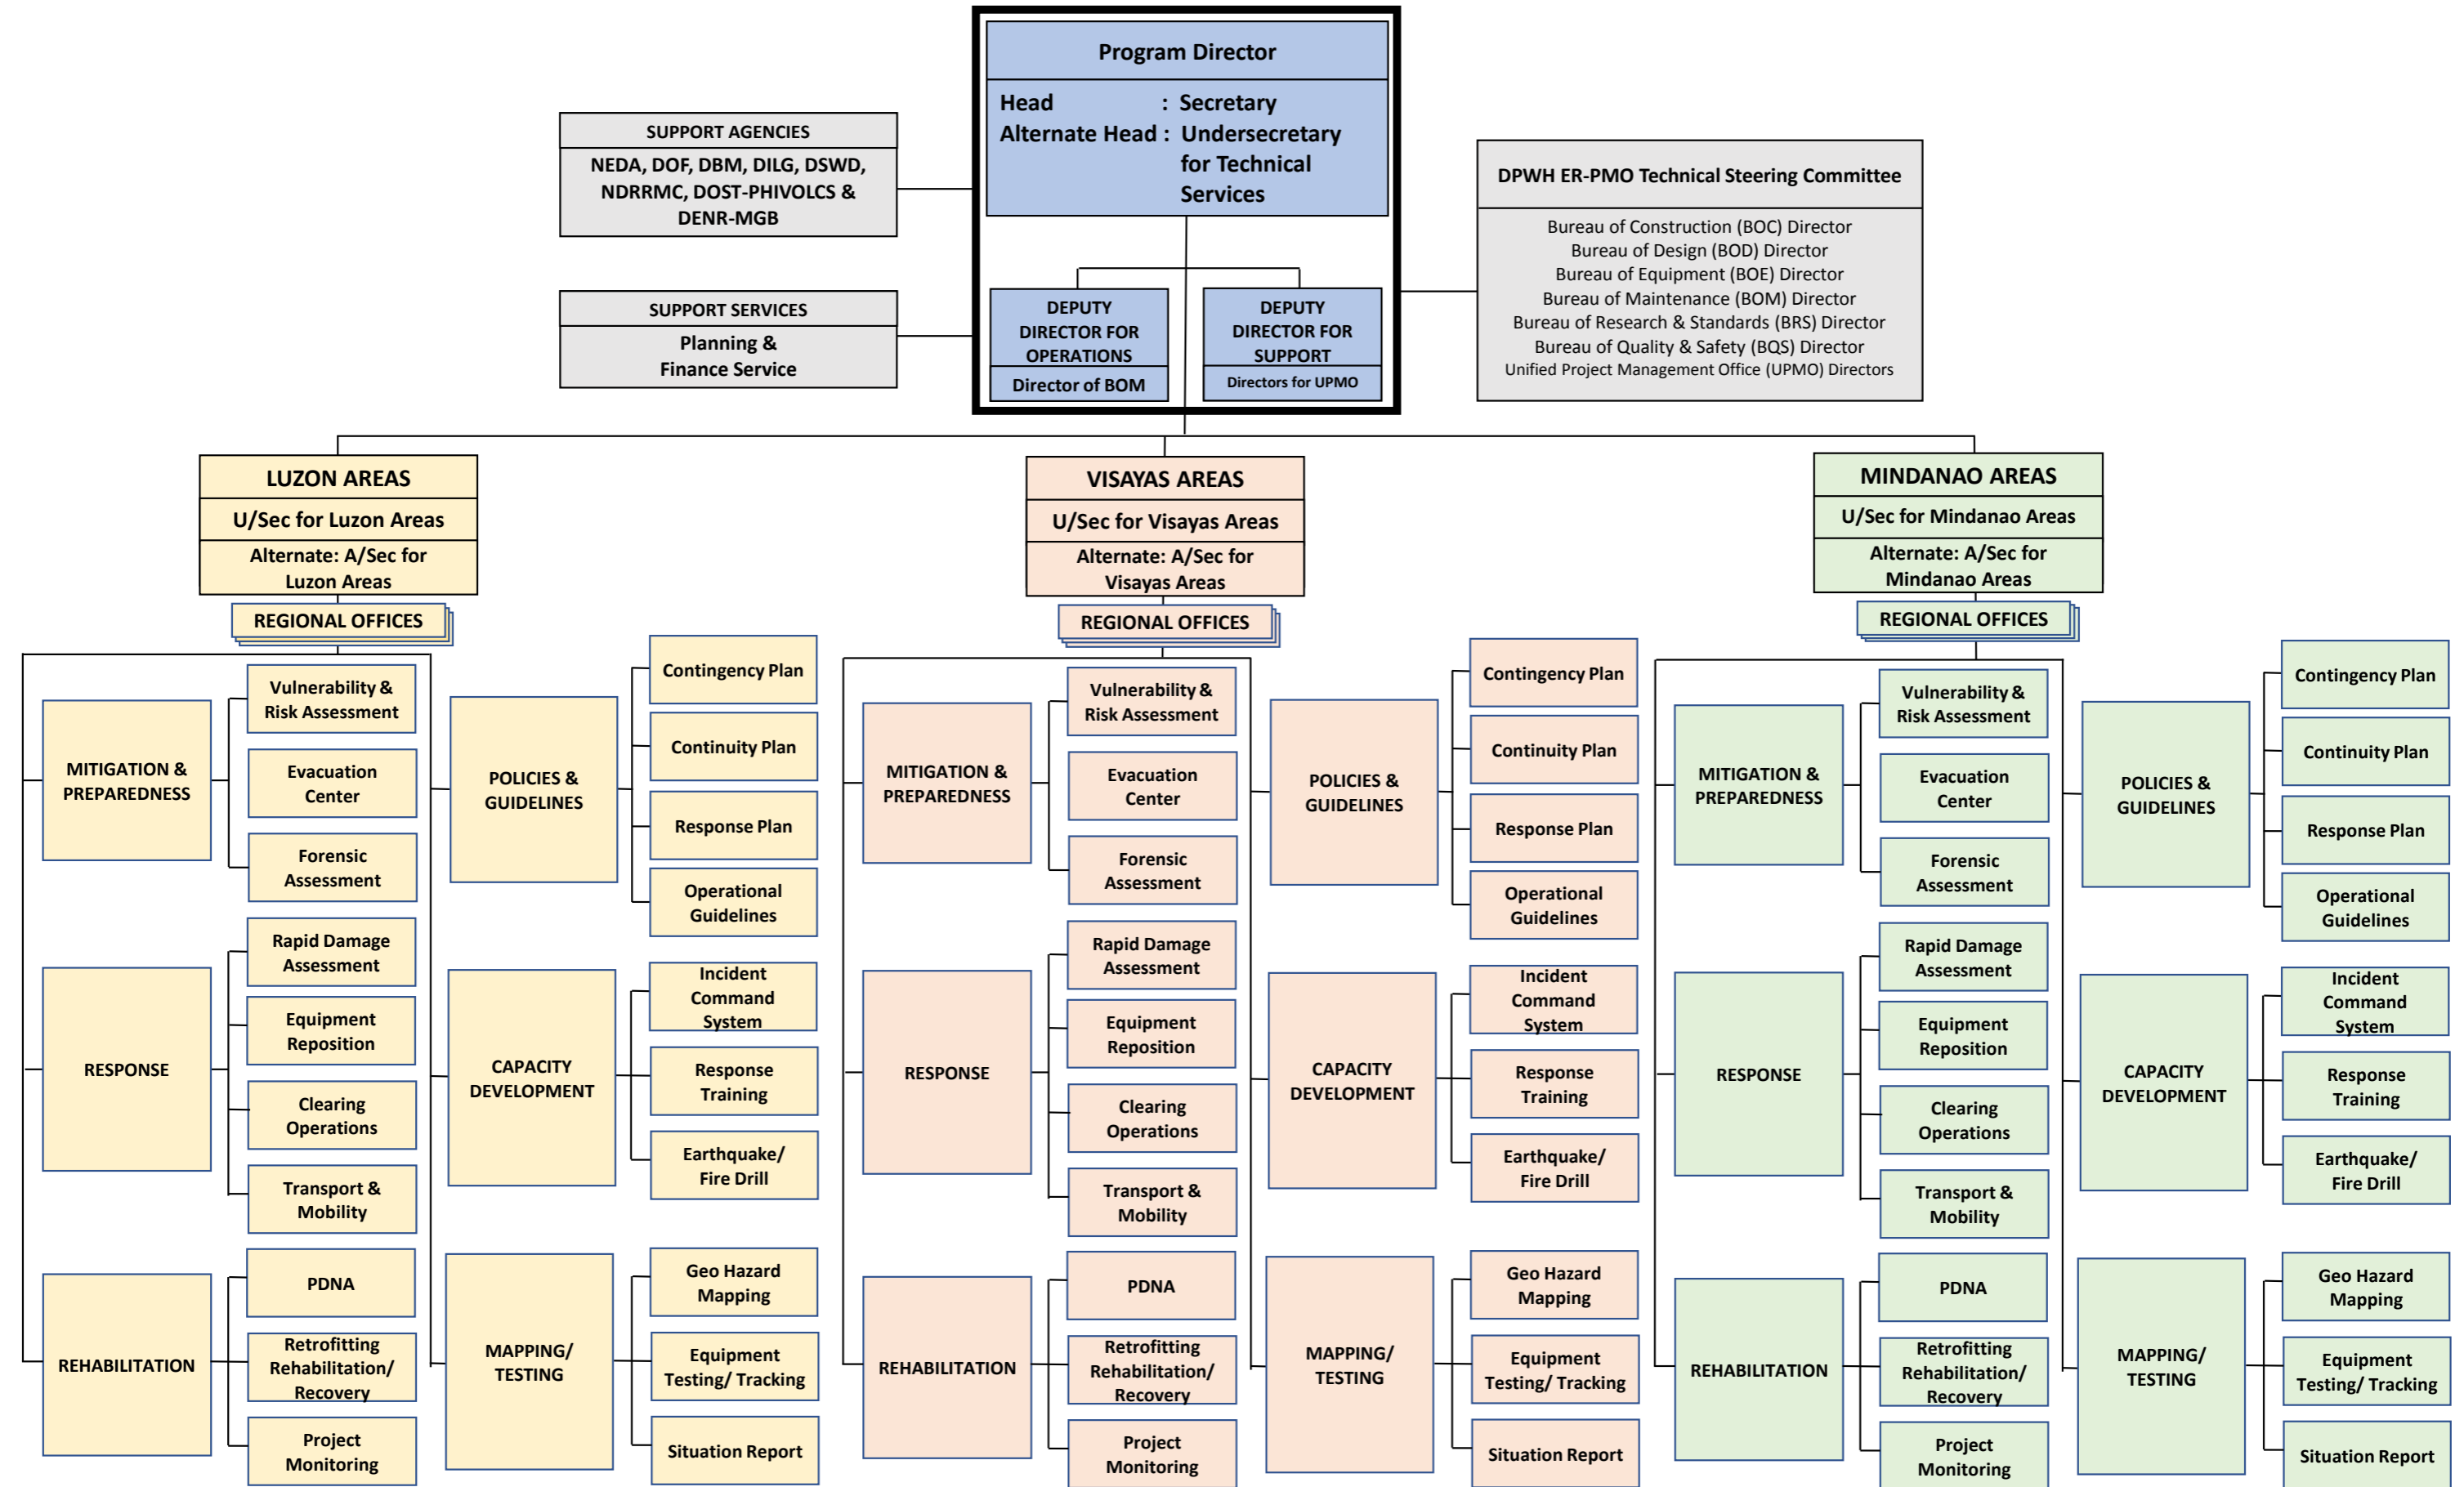 Program Director
Head : Secretary
Alternate Head : Undersecretary
for Technical
Services
SUPPORT AGENCIES
NEDA, DOF, DBM, DILG, DSWD,
NDRRMC, DOST-PHIVOLCS &
DENR-MGB
SUPPORT SERVICES
Planning &
Finance Service
DEPUTY
DIRECTOR FOR
OPERATIONS
Director of BOM
DEPUTY
DIRECTOR FOR
SUPPORT
Directors for UPMO
DPWH ER-PMO Technical Steering Committee
Bureau of Construction (BOC) Director
Bureau of Design (BOD) Director
Bureau of Equipment (BOE) Director
Bureau of Maintenance (BOM) Director
Bureau of Research & Standards (BRS) Director
Bureau of Quality & Safety (BQS) Director
Unified Project Management Office (UPMO) Directors
LUZON AREAS
U/Sec for Luzon Areas
Alternate: A/Sec for
Luzon Areas
REGIONAL OFFICES
MITIGATION &
PREPAREDNESS
Vulnerability &
Risk Assessment
Evacuation
Center
Forensic
Assessment
RESPONSE
Rapid Damage
Assessment
Equipment
Reposition
Clearing
Operations
Transport &
Mobility
REHABILITATION
PDNA
Retrofitting
Rehabilitation/
Recovery
Project
Monitoring
POLICIES &
GUIDELINES
Contingency Plan
Continuity Plan
Response Plan
Operational
Guidelines
CAPACITY
DEVELOPMENT
Incident
Command
System
Response
Training
Earthquake/
Fire Drill
MAPPING/
TESTING
Geo Hazard
Mapping
Equipment
Testing/ Tracking
Situation Report
VISAYAS AREAS
U/Sec for Visayas Areas
Alternate: A/Sec for
Visayas Areas
REGIONAL OFFICES
MITIGATION &
PREPAREDNESS
Vulnerability &
Risk Assessment
Evacuation
Center
Forensic
Assessment
RESPONSE
Rapid Damage
Assessment
Equipment
Reposition
Clearing
Operations
Transport &
Mobility
REHABILITATION
PDNA
Retrofitting
Rehabilitation/
Recovery
Project
Monitoring
POLICIES &
GUIDELINES
Contingency Plan
Continuity Plan
Response Plan
Operational
Guidelines
CAPACITY
DEVELOPMENT
Incident
Command
System
Response
Training
Earthquake/
Fire Drill
MAPPING/
TESTING
Geo Hazard
Mapping
Equipment
Testing/ Tracking
Situation Report
MINDANAO AREAS
U/Sec for Mindanao Areas
Alternate: A/Sec for
Mindanao Areas
REGIONAL OFFICES
MITIGATION &
PREPAREDNESS
Vulnerability &
Risk Assessment
Evacuation
Center
Forensic
Assessment
RESPONSE
Rapid Damage
Assessment
Equipment
Reposition
Clearing
Operations
Transport &
Mobility
REHABILITATION
PDNA
Retrofitting
Rehabilitation/
Recovery
Project
Monitoring
POLICIES &
GUIDELINES
Contingency Plan
Continuity Plan
Response Plan
Operational
Guidelines
CAPACITY
DEVELOPMENT
Incident
Command
System
Response
Training
Earthquake/
Fire Drill
MAPPING/
TESTING
Geo Hazard
Mapping
Equipment
Testing/ Tracking
Situation Report